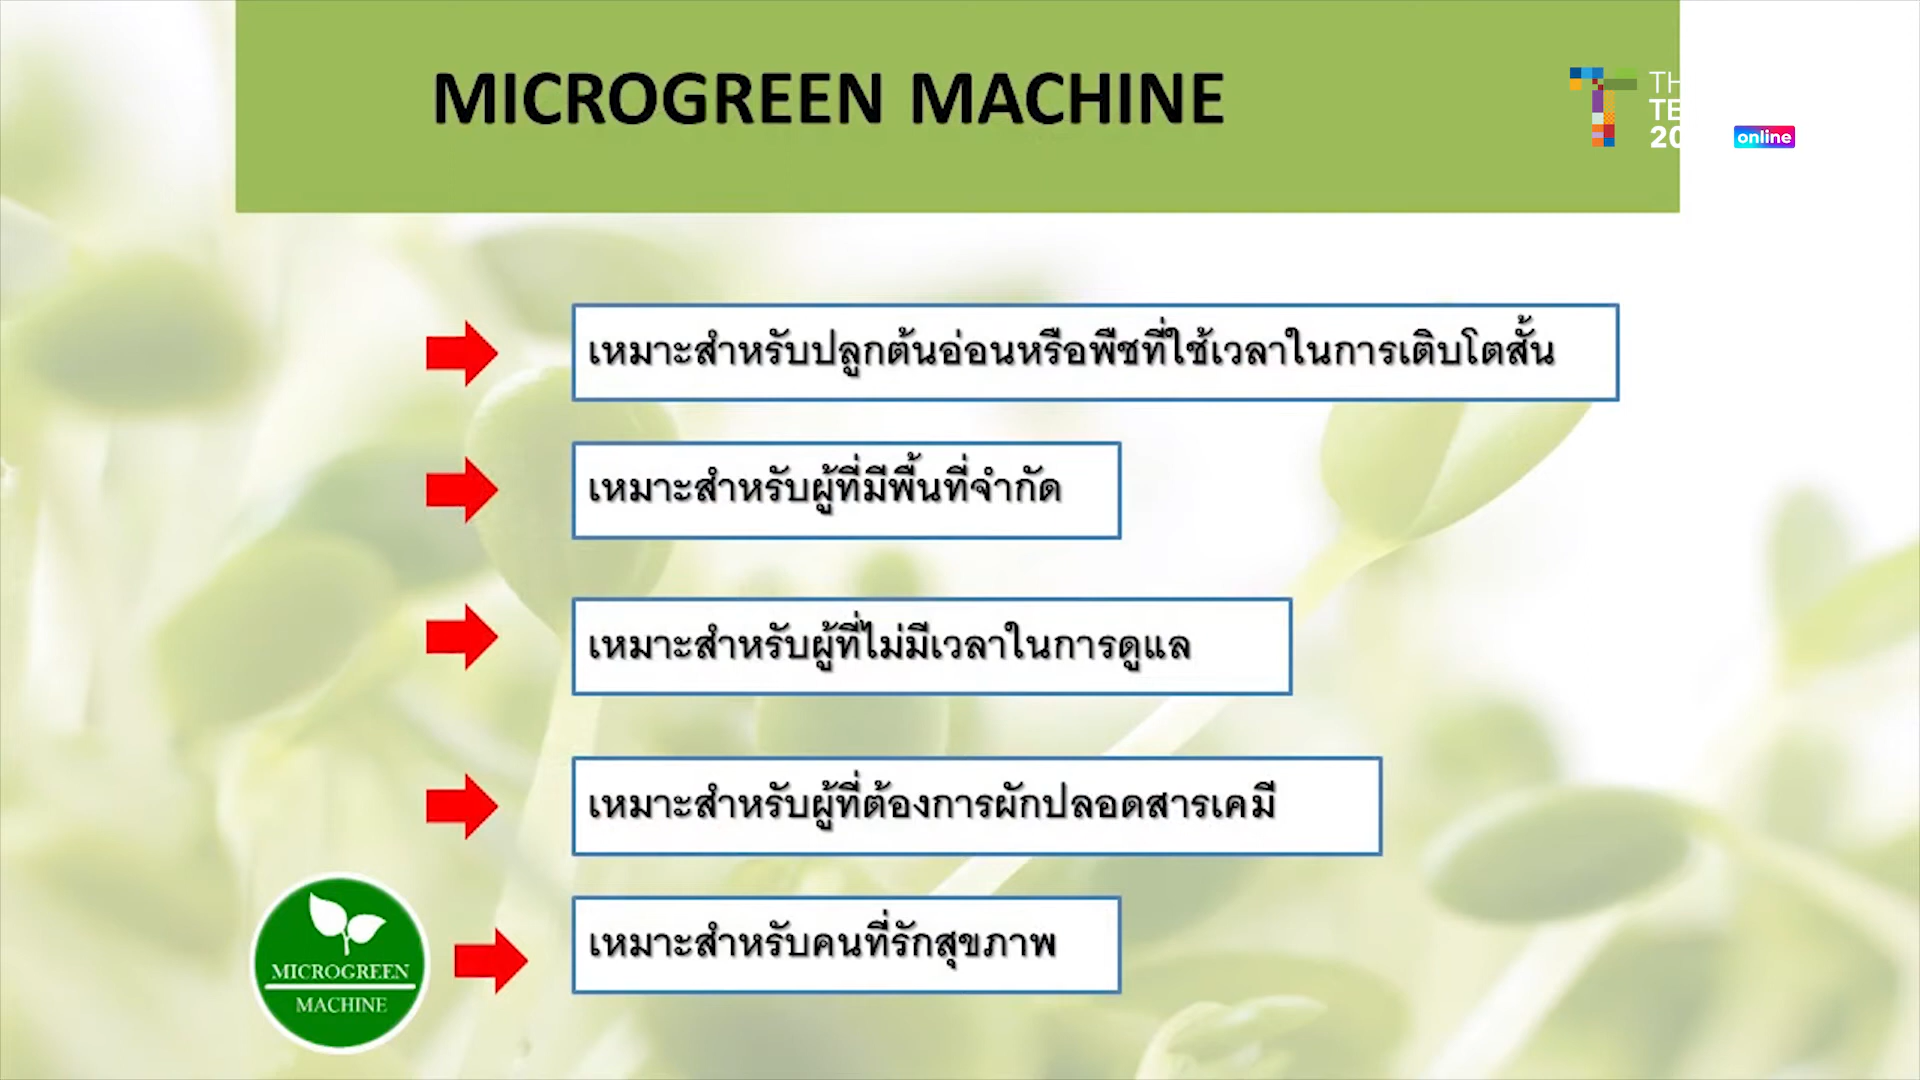 MICROGREEN MACHINE
online
เหมาะสำหรับปลูกต้นอ่อนหรือพืชที่ใช้เวลาในการเติบโตสั้น
เหมาะสำหรับผู้ที่มีพื้นที่จำกัด
เหมาะสำหรับผู้ที่ไม่มีเวลาในการดูแล
เหมาะสำหรับผู้ที่ต้องการผักปลอดสารเคมี
เหมาะสำหรับคนที่รักสุขภาพ
MICROGREEN
MACHINE